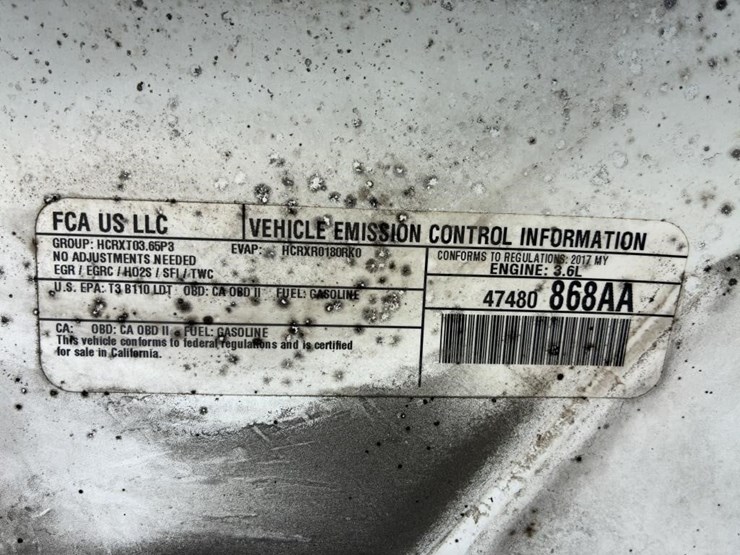 FCA US LLC
VEHICLE EMISSION CONTROL INFORMATION
GROUP: HCRXT03.65P3
EVAP: HCRXR0180RK0
NO ADJUSTMENTS NEEDED
EGR / EGRC / HO2S / SFI / TWC
CONFORMS TO REGULATIONS: 2017 MY
ENGINE: 3.6L
U.S. EPA: T3 B110 LDT OBD: CA OBD II FUEL: GASOLINE
47480 868AA
CA: OBD: CA OBD II FUEL: GASOLINE
This vehicle conforms to federal regulations and is certified
for sale in California.